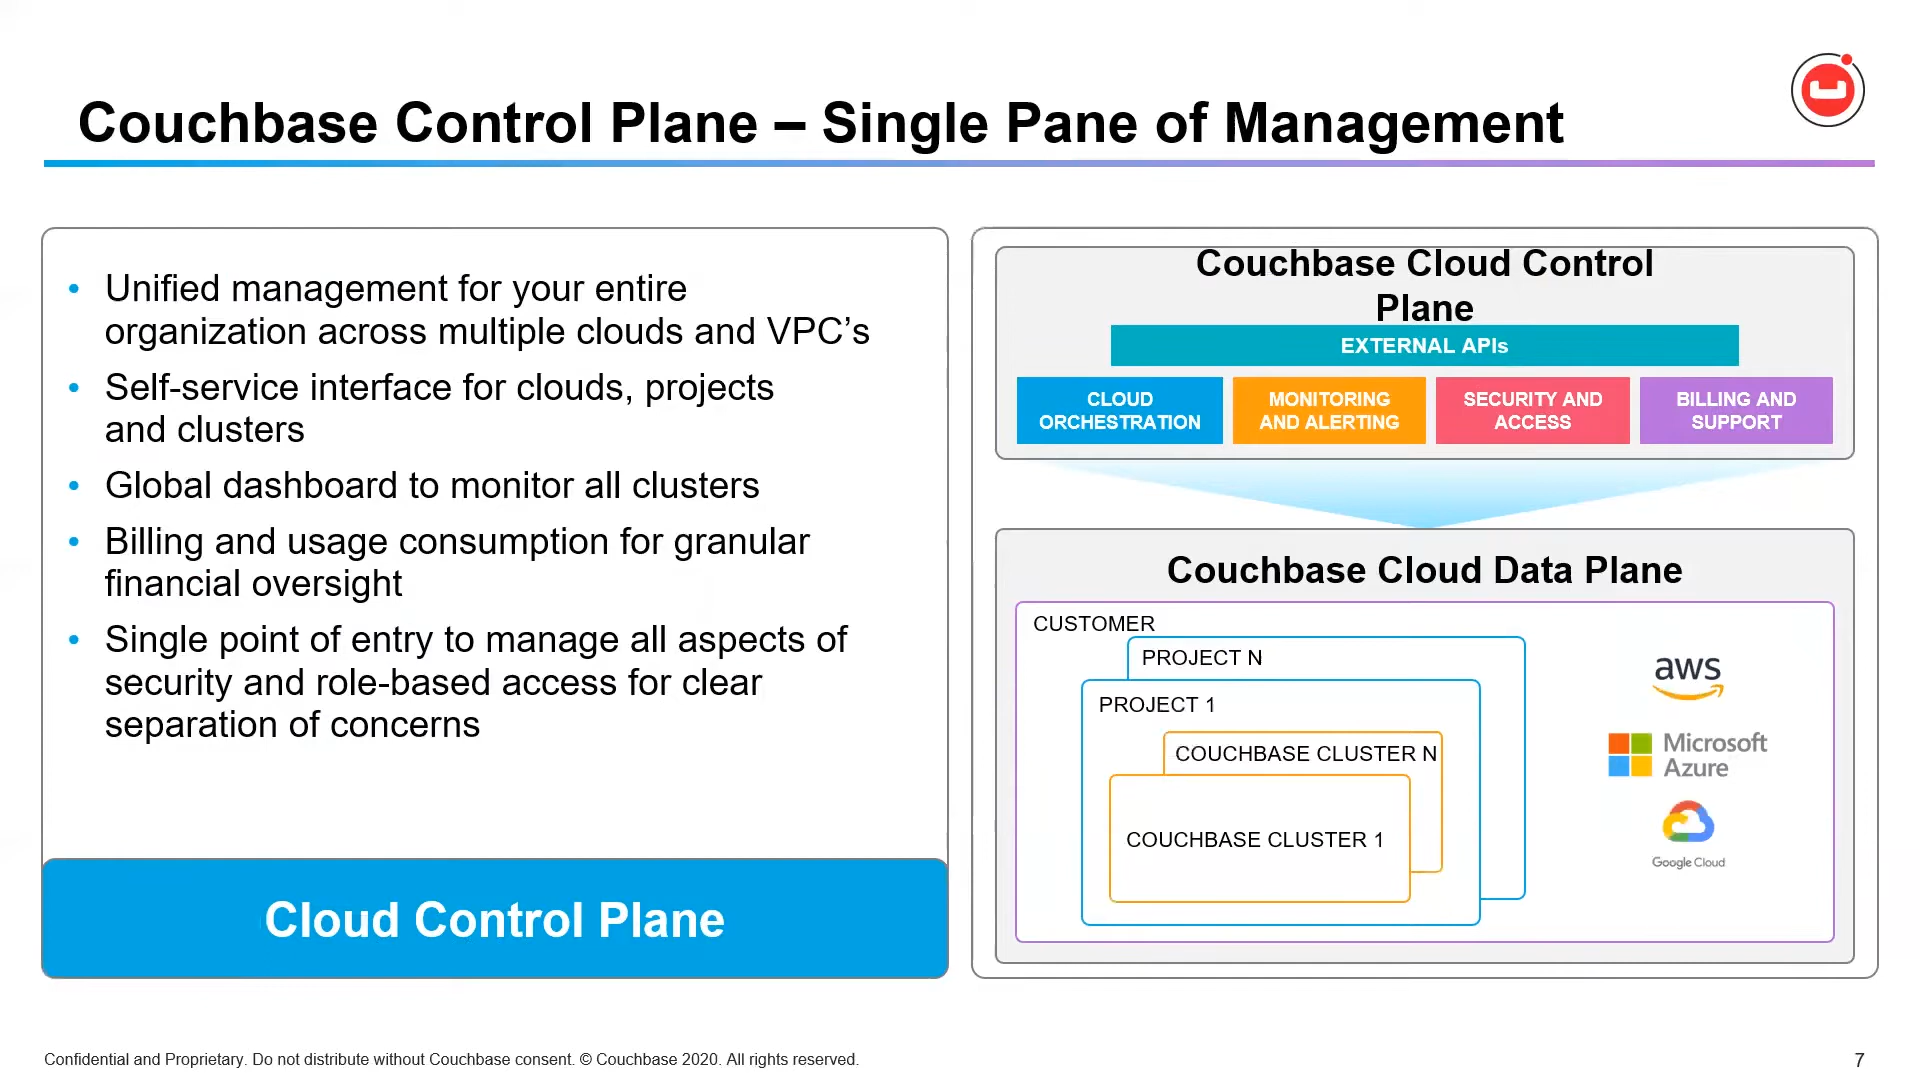 Couchbase Control Plane – Single Pane of Management
• Unified management for your entire
organization across multiple clouds and VPC’s
• Self-service interface for clouds, projects
and clusters
• Global dashboard to monitor all clusters
• Billing and usage consumption for granular
financial oversight
• Single point of entry to manage all aspects of
security and role-based access for clear
separation of concerns
Cloud Control Plane
Couchbase Cloud Control
Plane
EXTERNAL APIs
CLOUD
ORCHESTRATION
MONITORING
AND ALERTING
SECURITY AND
ACCESS
BILLING AND
SUPPORT
Couchbase Cloud Data Plane
CUSTOMER
PROJECT N
PROJECT 1
COUCHBASE CLUSTER N
COUCHBASE CLUSTER 1
aws
Microsoft
Azure
Google Cloud
Confidential and Proprietary. Do not distribute without Couchbase consent. © Couchbase 2020. All rights reserved.
7